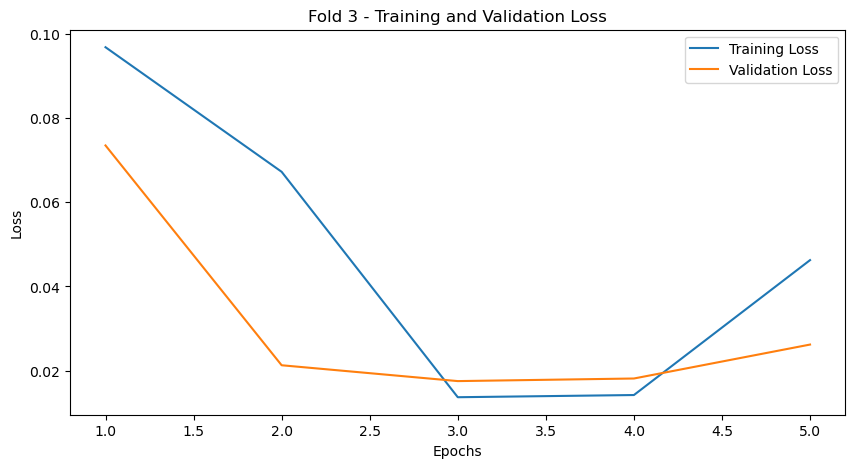 Fold 3 - Training and Validation Loss
Training Loss
Validation Loss
Loss
0.10
0.08
0.06
0.04
0.02
1.0 1.5 2.0 2.5 3.0 3.5 4.0 4.5 5.0
Epochs